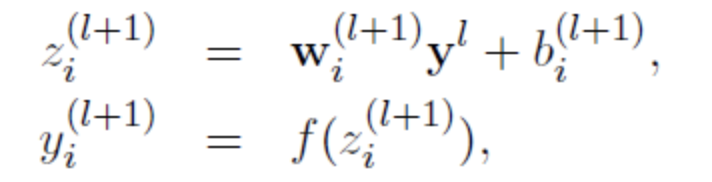 $z_i^{(l+1)} = \mathbf{w}_i^{(l+1)} \mathbf{y}^l + b_i^{(l+1)},$
$y_i^{(l+1)} = f(z_i^{(l+1)}),$